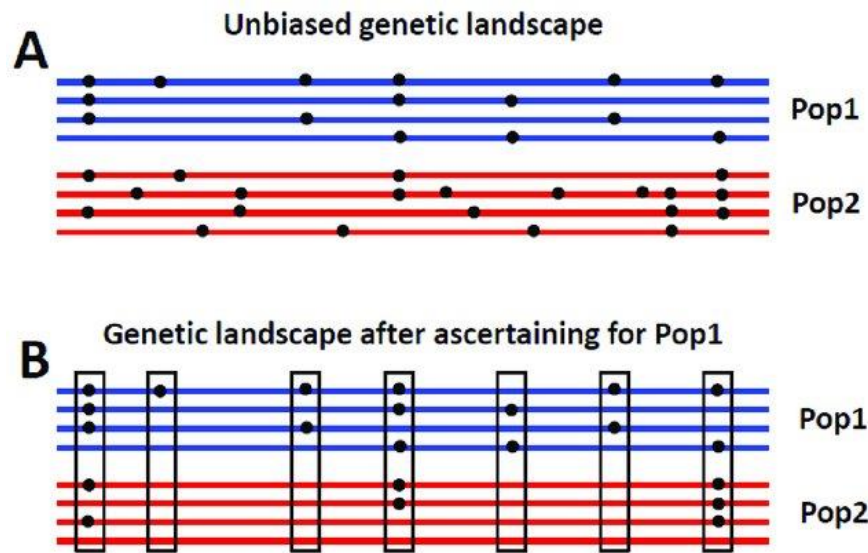 Unbiased genetic landscape
A
Pop1
Pop2
Genetic landscape after ascertaining for Pop1
B
Pop1
Pop2